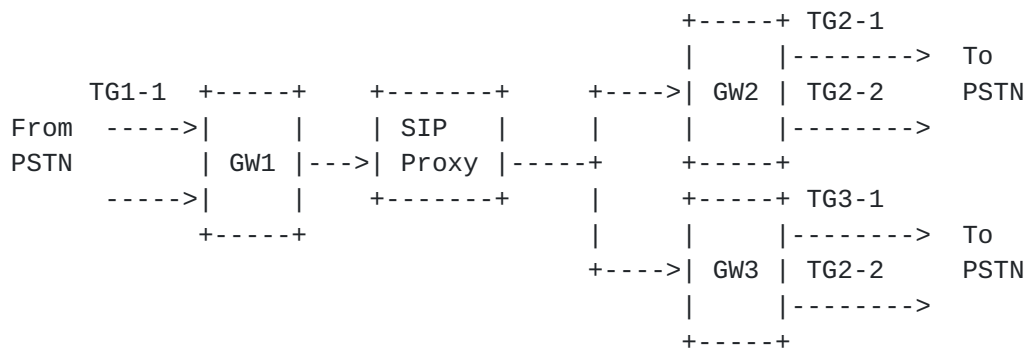 +-----+ TG2-1
                                           |     |--------> To
     TG1-1  +-----+    +-------+     +---->| GW2 | TG2-2    PSTN
From  ----->|     |    | SIP   |     |     |     |-------->
PSTN        | GW1 |--->| Proxy |-----+     +-----+
      ----->|     |    +-------+     |     +-----+ TG3-1
            +-----+                  |     |     |--------> To
                                     +---->| GW3 | TG2-2    PSTN
                                           |     |-------->
                                           +-----+